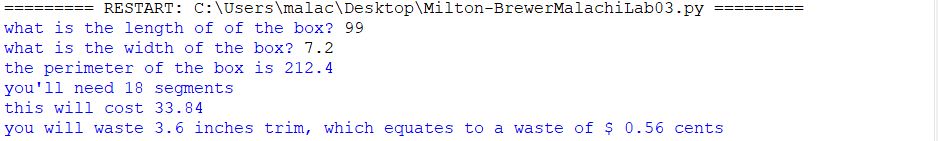 ========= RESTART: C:\Users\malac\Desktop\Milton-BrewerMalachiLab03.py =========
what is the length of of the box? 99
what is the width of the box? 7.2
the perimeter of the box is 212.4
you'll need 18 segments
this will cost 33.84
you will waste 3.6 inches trim, which equates to a waste of $ 0.56 cents